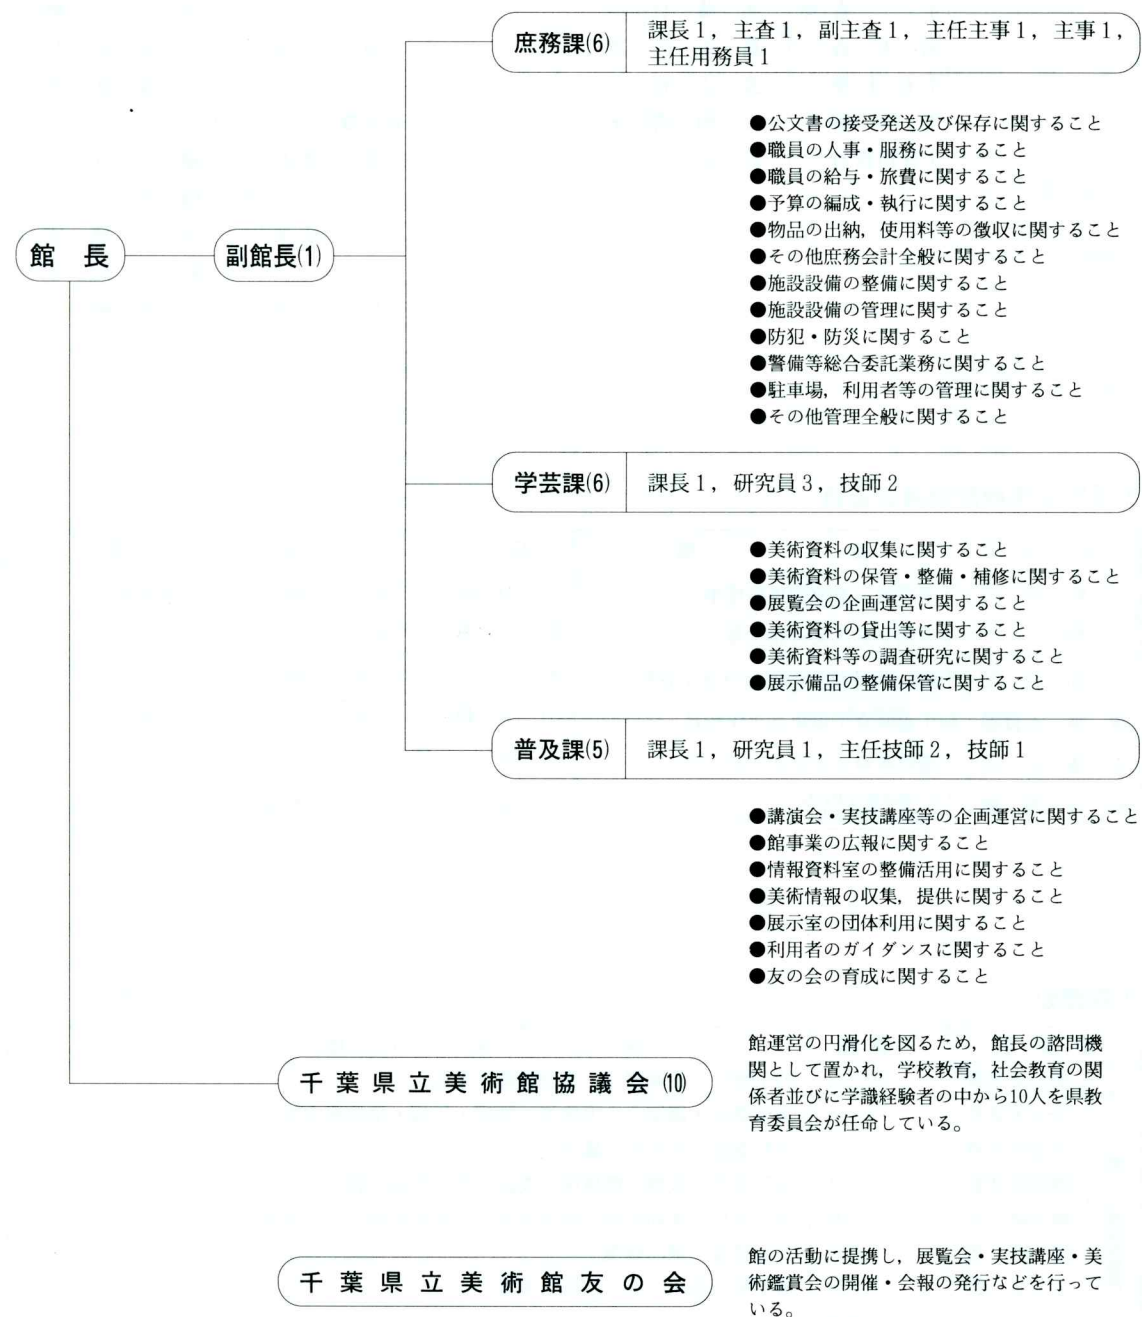 庶務課(6)
課長1，主査1，副主査1，主任主事1，主事1，
主任用務員1
●公文書の接受発送及び保存に関すること
●職員の人事・服務に関すること
●職員の給与・旅費に関すること
●予算の編成・執行に関すること
●物品の出納，使用料等の徴収に関すること
●その他庶務会計全般に関すること
●施設設備の整備に関すること
●施設設備の管理に関すること
●防犯・防災に関すること
●警備等総合委託業務に関すること
●駐車場，利用者等の管理に関すること
●その他管理全般に関すること
館　長
副館長(1)
学芸課(6)
課長1，研究員3，技師2
●美術資料の収集に関すること
●美術資料の保管・整備・補修に関すること
●展覧会の企画運営に関すること
●美術資料の貸出等に関すること
●美術資料等の調査研究に関すること
●展示備品の整備保管に関すること
普及課(5)
課長1，研究員1，主任技師2，技師1
●講演会・実技講座等の企画運営に関すること
●館事業の広報に関すること
●情報資料室の整備活用に関すること
●美術情報の収集，提供に関すること
●展示室の団体利用に関すること
●利用者のガイダンスに関すること
●友の会の育成に関すること
千葉県立美術館協議会(10)
館運営の円滑化を図るため，館長の諮問機
関として置かれ，学校教育，社会教育の関
係者並びに学識経験者の中から10人を県教
育委員会が任命している。
千葉県立美術館友の会
館の活動に提携し，展覧会・実技講座・美
術鑑賞会の開催・会報の発行などを行って
いる。